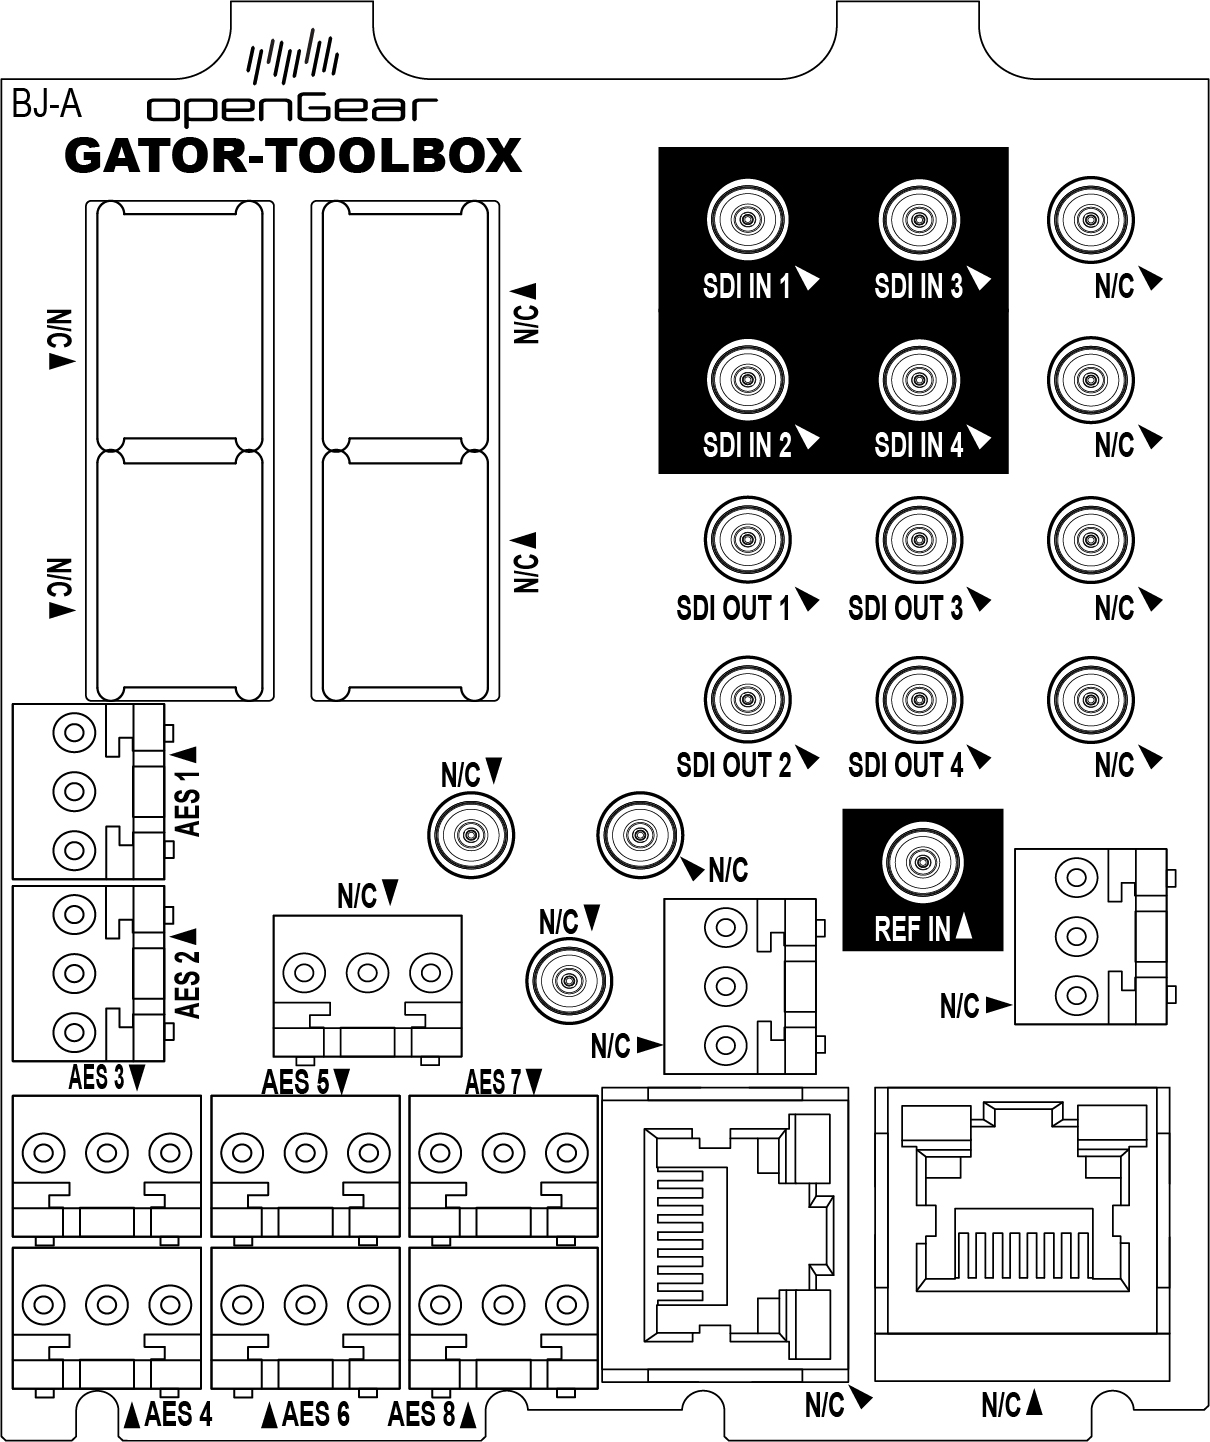 BJ-A
openGear
GATOR-TOOLBOX
SDI IN 1
SDI IN 3
N/C
N/C
N/C
SDI IN 2
SDI IN 4
N/C
N/C
N/C
SDI OUT 1
SDI OUT 3
N/C
SDI OUT 2
SDI OUT 4
N/C
AES 1
N/C
N/C
N/C
N/C
REF IN
AES 2
N/C
N/C
AES 3
AES 5
AES 7
AES 4
AES 6
AES 8
N/C
N/C